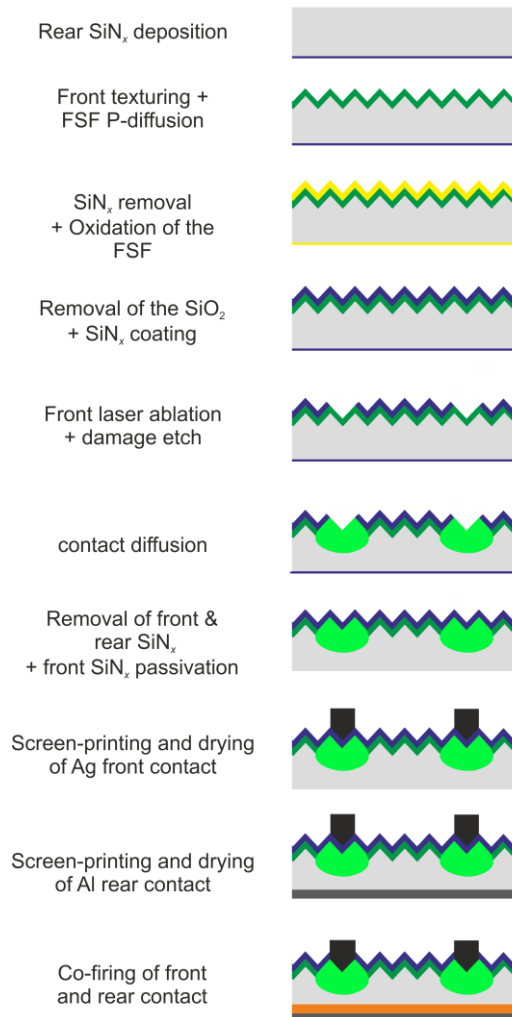 Rear SiNₓ deposition
Front texturing +
FSF P-diffusion
SiNₓ removal
+ Oxidation of the
FSF
Removal of the SiO₂
+ SiNₓ coating
Front laser ablation
+ damage etch
contact diffusion
Removal of front &
rear SiNₓ
+ front SiNₓ passivation
Screen-printing and drying
of Ag front contact
Screen-printing and drying
of Al rear contact
Co-firing of front
and rear contact